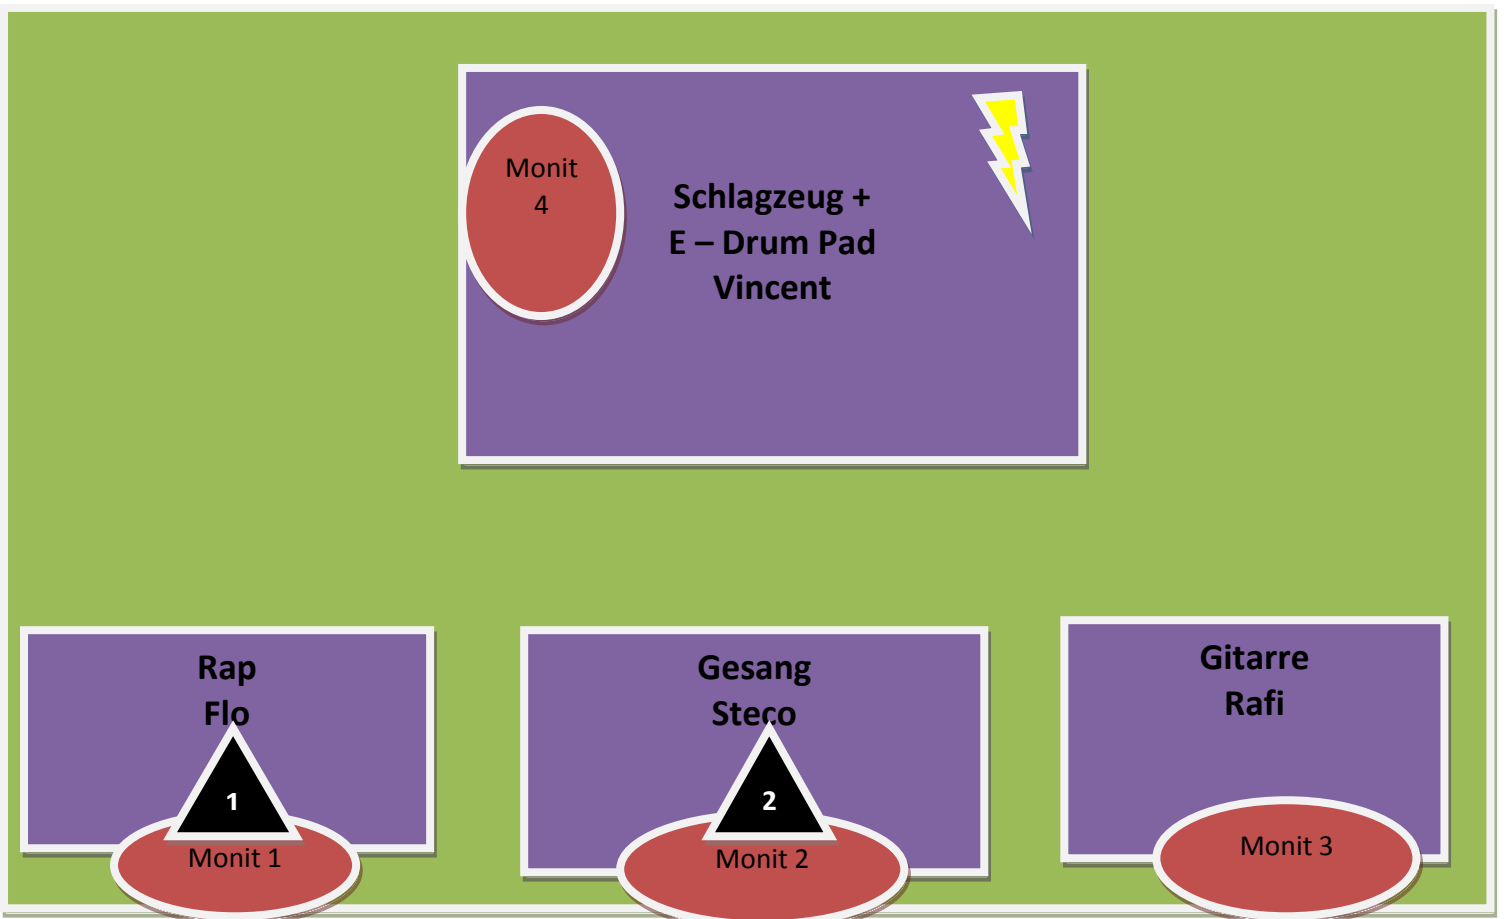 Monit
4
Schlagzeug +
E – Drum Pad
Vincent
Rap
Flo
1
Monit 1
Gesang
Steco
2
Monit 2
Gitarre
Rafi
Monit 3